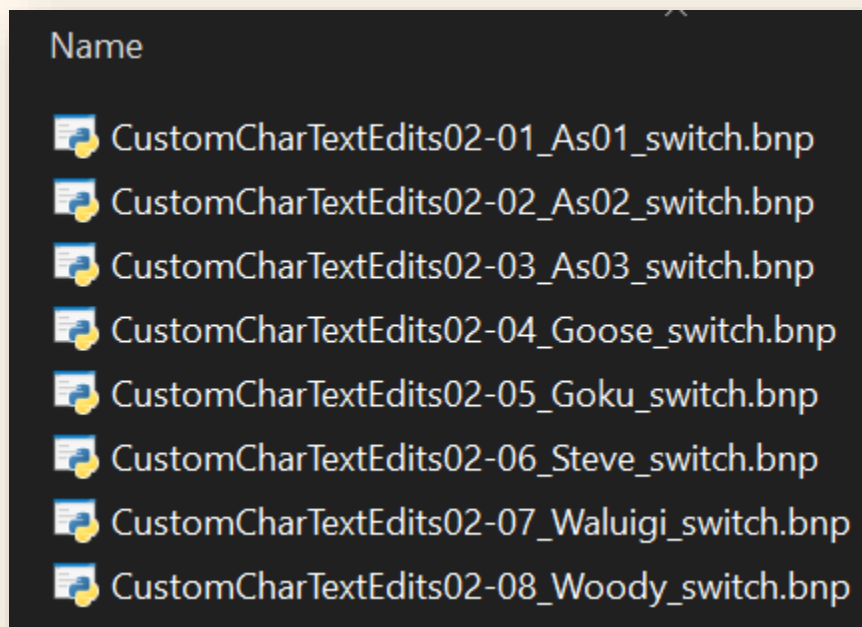 Name
CustomCharTextEdits02-01_As01_switch.bnp
CustomCharTextEdits02-02_As02_switch.bnp
CustomCharTextEdits02-03_As03_switch.bnp
CustomCharTextEdits02-04_Goose_switch.bnp
CustomCharTextEdits02-05_Goku_switch.bnp
CustomCharTextEdits02-06_Steve_switch.bnp
CustomCharTextEdits02-07_Waluigi_switch.bnp
CustomCharTextEdits02-08_Woody_switch.bnp